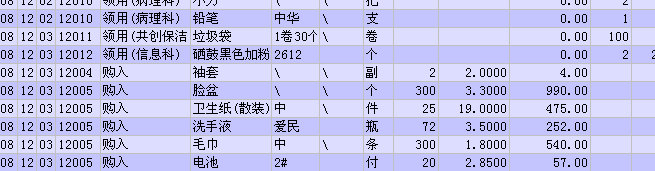 08 12 02 12010 领用(病理科) \ \ 0.00 2
08 12 02 12010 领用(病理科) 铅笔 中华 \ 支 0.00 1
08 12 03 12011 领用(共创保洁 垃圾袋 1卷30个 \ 卷 0.00 100
08 12 03 12012 领用(信息科) 硒鼓黑色加粉 2612 个 0.00 2 2
08 12 03 12004 购入 袖套 \ \ 副 2 2.0000 4.00
08 12 03 12005 购入 脸盆 \ \ 个 300 3.3000 990.00
08 12 03 12005 购入 卫生纸(散装) 中 \ 件 25 19.0000 475.00
08 12 03 12005 购入 洗手液 爱民 瓶 72 3.5000 252.00
08 12 03 12005 购入 毛巾 中 \ 条 300 1.8000 540.00
08 12 03 12005 购入 电池 2# 付 20 2.8500 57.00